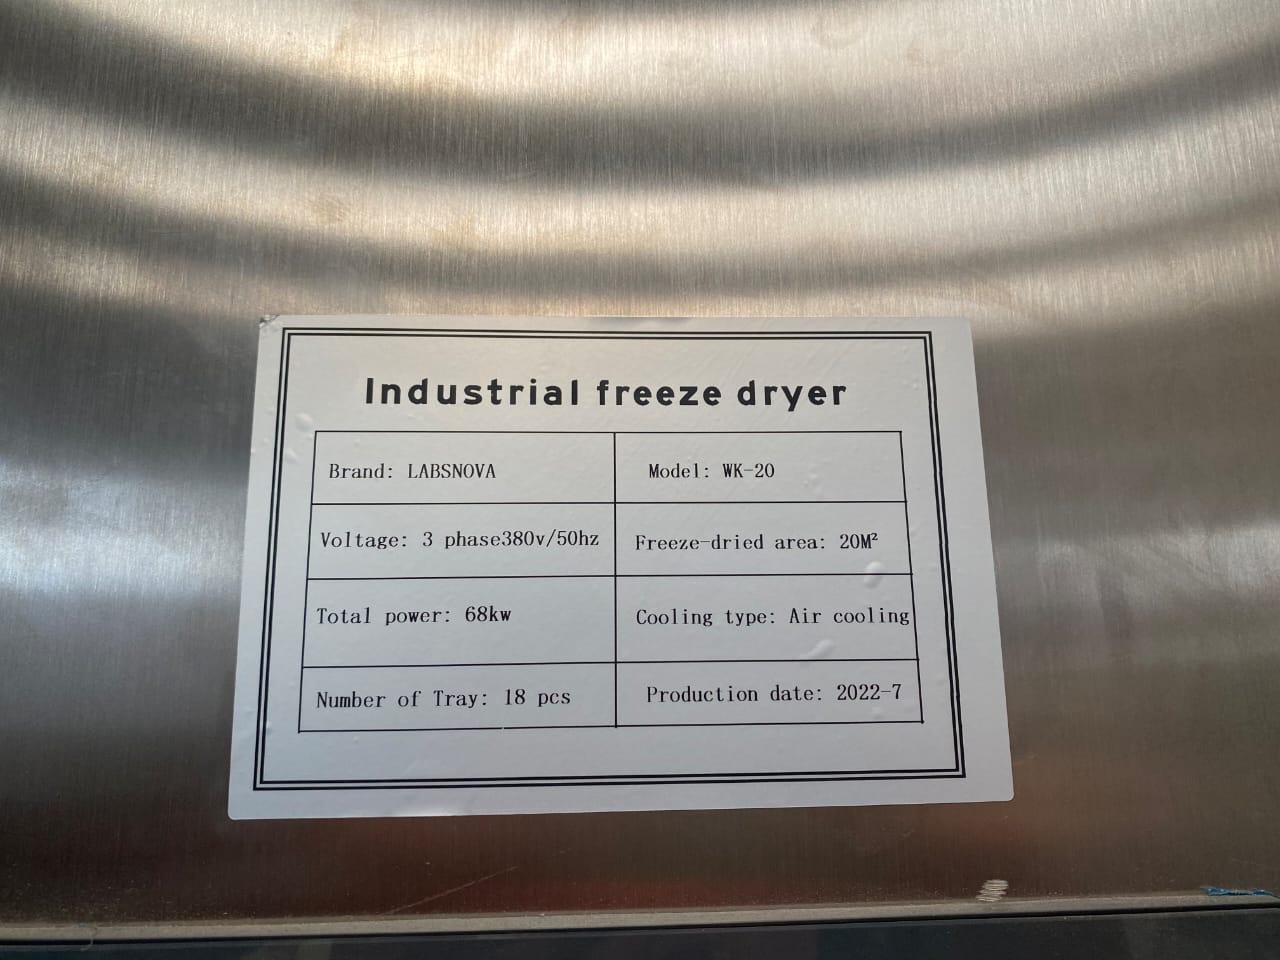 Industrial freeze dryer
Brand: LABSNOVA
Model: WK-20
Voltage: 3 phase380v/50hz
Freeze-dried area: 20M²
Total power: 68kw
Cooling type: Air cooling
Number of Tray: 18 pcs
Production date: 2022-7